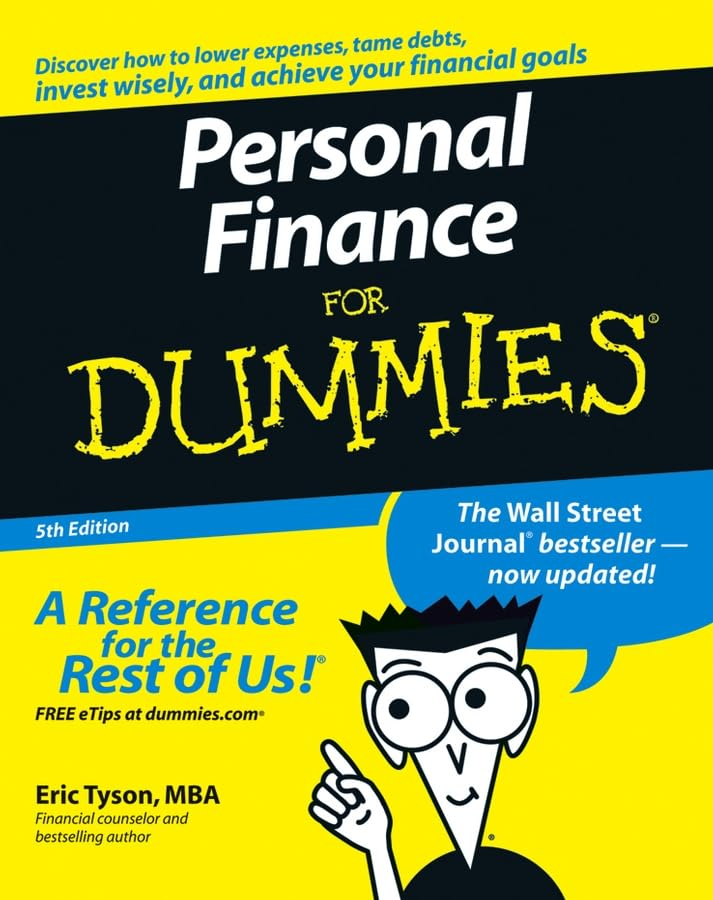 Discover how to lower expenses, tame debts,
invest wisely, and achieve your financial goals
Personal
Finance
FOR
DUMMIES®
5th Edition
The Wall Street
Journal® bestseller —
now updated!
A Reference
for the
Rest of Us!®
FREE eTips at dummies.com®
Eric Tyson, MBA
Financial counselor and
bestselling author
®